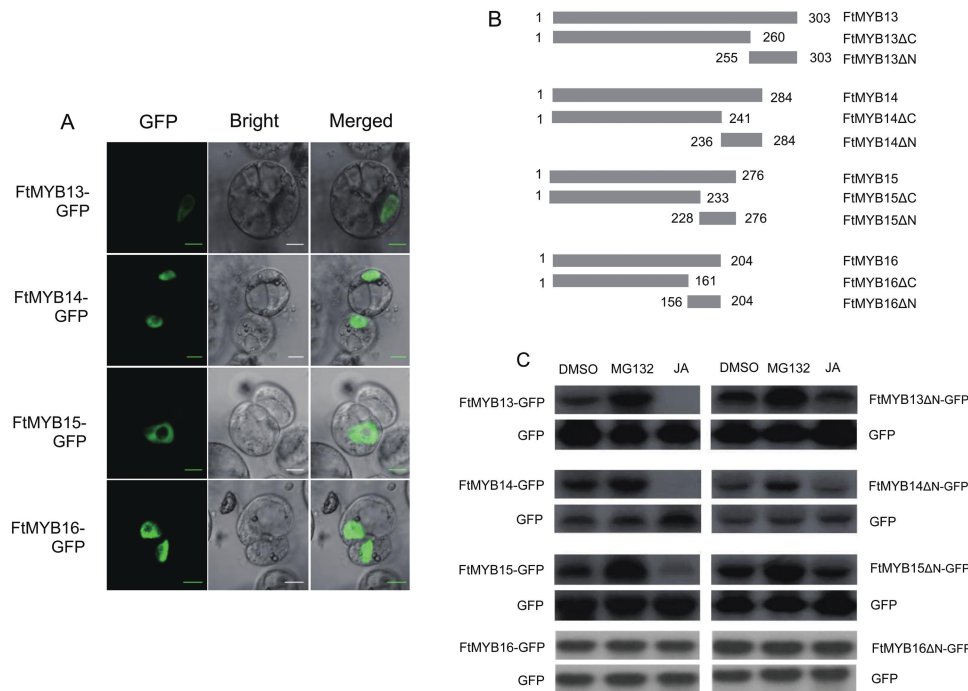 A
GFP Bright Merged
FtMYB13-
GFP
FtMYB14-
GFP
FtMYB15-
GFP
FtMYB16-
GFP
B
1 303 FtMYB13
1 260 FtMYB13ΔC
255 303 FtMYB13ΔN
1 284 FtMYB14
1 241 FtMYB14ΔC
236 284 FtMYB14ΔN
1 276 FtMYB15
1 233 FtMYB15ΔC
228 276 FtMYB15ΔN
1 204 FtMYB16
1 161 FtMYB16ΔC
156 204 FtMYB16ΔN
C
DMSO MG132 JA DMSO MG132 JA
FtMYB13-GFP FtMYB13ΔN-GFP
GFP GFP
FtMYB14-GFP FtMYB14ΔN-GFP
GFP GFP
FtMYB15-GFP FtMYB15ΔN-GFP
GFP GFP
FtMYB16-GFP FtMYB16ΔN-GFP
GFP GFP